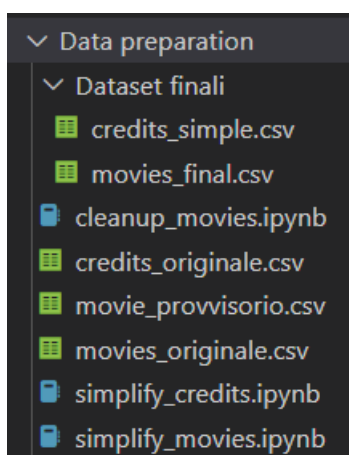 Data preparation
Dataset finali
credits_simple.csv
movies_final.csv
cleanup_movies.ipynb
credits_originale.csv
movie_provvisorio.csv
movies_originale.csv
simplify_credits.ipynb
simplify_movies.ipynb